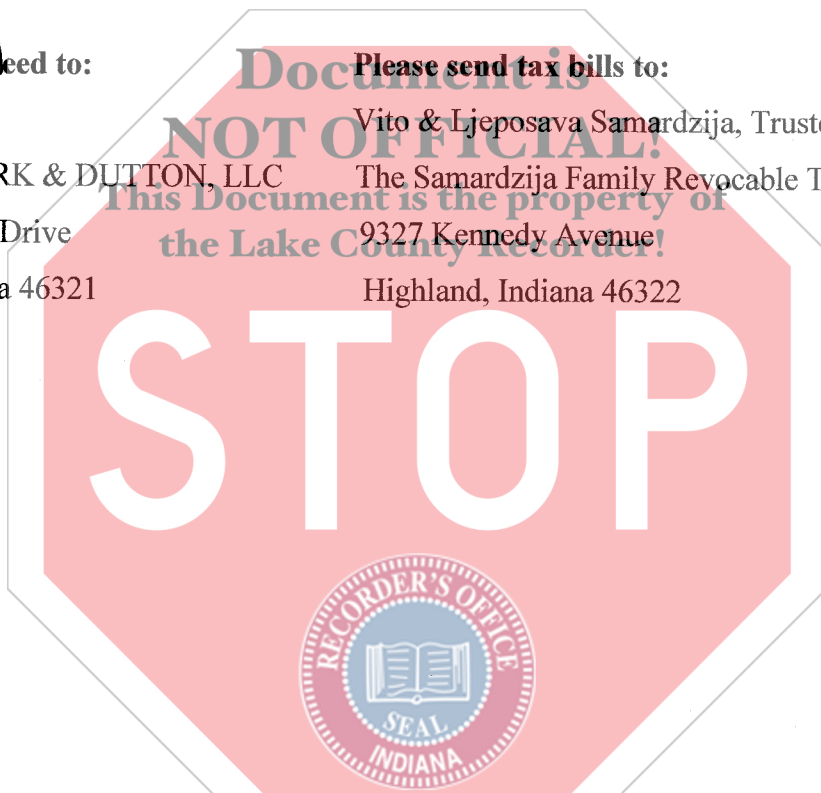 eed to:
Please send tax bills to:
Vito & Ljeposava Samardzija, Truste
RK & DUTTON, LLC
The Samardzija Family Revocable T
Drive
9327 Kennedy Avenue
a 46321
Highland, Indiana 46322
Document is
NOT OFFICIAL!
This Document is the property of
the Lake County Recorder!
STOP
RECORDER'S OFFICE
SEAL
INDIANA